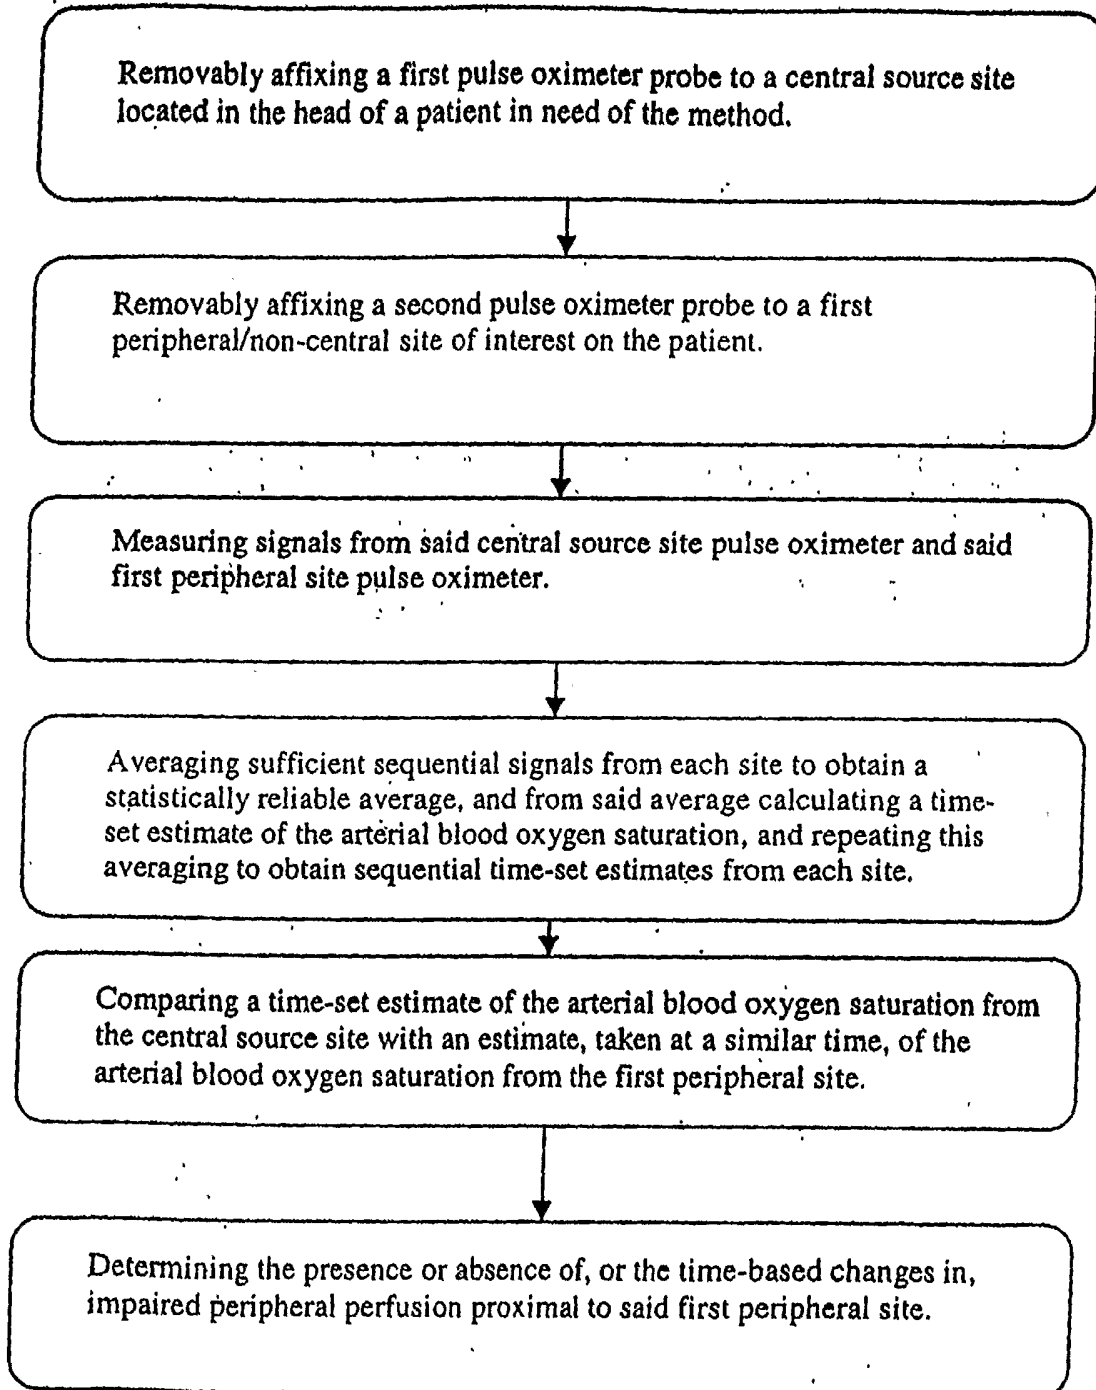 Removably affixing a first pulse oximeter probe to a central source site
located in the head of a patient in need of the method.
Removably affixing a second pulse oximeter probe to a first
peripheral/non-central site of interest on the patient.
Measuring signals from said central source site pulse oximeter and said
first peripheral site pulse oximeter.
Averaging sufficient sequential signals from each site to obtain a
statistically reliable average, and from said average calculating a time-
set estimate of the arterial blood oxygen saturation, and repeating this
averaging to obtain sequential time-set estimates from each site.
Comparing a time-set estimate of the arterial blood oxygen saturation from
the central source site with an estimate, taken at a similar time, of the
arterial blood oxygen saturation from the first peripheral site.
Determining the presence or absence of, or the time-based changes in,
impaired peripheral perfusion proximal to said first peripheral site.